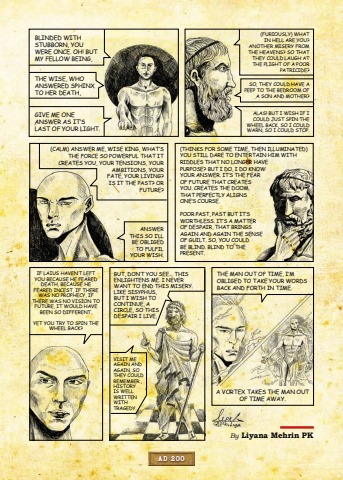 BLINDED WITH
STUBBORN, YOU
WERE ONCE. OH! BUT
MY FELLOW BEING,
THE WISE, WHO
ANSWERED SPHINX
TO HER DEATH,
GIVE ME ONE
ANSWER AS IT'S
LAST OF YOUR LIGHT.
(FURIOUSLY) WHAT
IN HELL ARE YOU?
ANOTHER MISERY FROM
THE HEAVENS? SO THAT
THEY COULD LAUGH AT
THE PLIGHT OF A POOR
PATRICIDE?
SO, THEY COULD HAVE A
PEEP TO THE BEDROOM OF
A SON AND MOTHER?
ALAS! BUT I WISH IF I
COULD JUST SPIN THE
WHEEL BACK, SO I COULD
WARN, SO I COULD STOP.
(CALM) ANSWER ME, WISE KING, WHAT'S
THE FORCE SO POWERFUL THAT IT
CREATES YOU, YOUR TENSIONS, YOUR
AMBITIONS, YOUR
FATE, YOUR LIVING?
IS IT THE PAST? OR
FUTURE?
ANSWER
THIS SO I'LL
BE OBLIGED
TO FULFIL
YOUR WISH.
(THINKS FOR SOME TIME, THEN ILLUMINATED)
YOU STILL DARE TO ENTERTAIN HIM WITH
RIDDLES THAT NO LONGER HAVE
PURPOSE? BUT I DO, I DO KNOW
YOUR ANSWER. IT'S THE FEAR
OF FUTURE THAT CREATES
YOU, CREATES THE DOOM,
THAT PERFECTLY ALIGNS
ONE'S COURSE.
POOR PAST, PAST BUT IT'S
WORTHLESS. IT'S A MATTER
OF DESPAIR, THAT BRINGS
AGAIN AND AGAIN THE SENSE
OF GUILT. SO, YOU COULD
BE BLIND. BLIND TO THE
PRESENT.
IF LAIUS HAVEN'T LEFT
YOU BECAUSE HE FEARED
DEATH, BECAUSE HE
FEARED INCEST. IF THERE
WAS NO PROPHECY, IF
THERE WAS NO VISION TO
FUTURE, IT WOULD HAVE
BEEN SO DIFFERENT.
YET YOU TRY TO SPIN THE
WHEEL BACK?
BUT, DON'T YOU SEE... THIS
ENLIGHTENS ME, I NEVER
WANT TO END THIS MISERY.
LIKE SISYPHUS,
BUT I WISH TO
CONTINUE, A
CIRCLE, SO THIS
DESPAIR I LIVE.
VISIT ME
AGAIN AND
AGAIN, SO
THEY COULD
REMEMBER,
HISTORY
IS WELL
WRITTEN
WITH
TRAGEDY.
THE MAN OUT OF TIME, I'M
OBLIGED TO TAKE YOUR WORDS
BACK AND FORTH IN TIME.
A VORTEX TAKES THE MAN OUT
OF TIME AWAY.
By Liyana Mehrin PK
AD 200